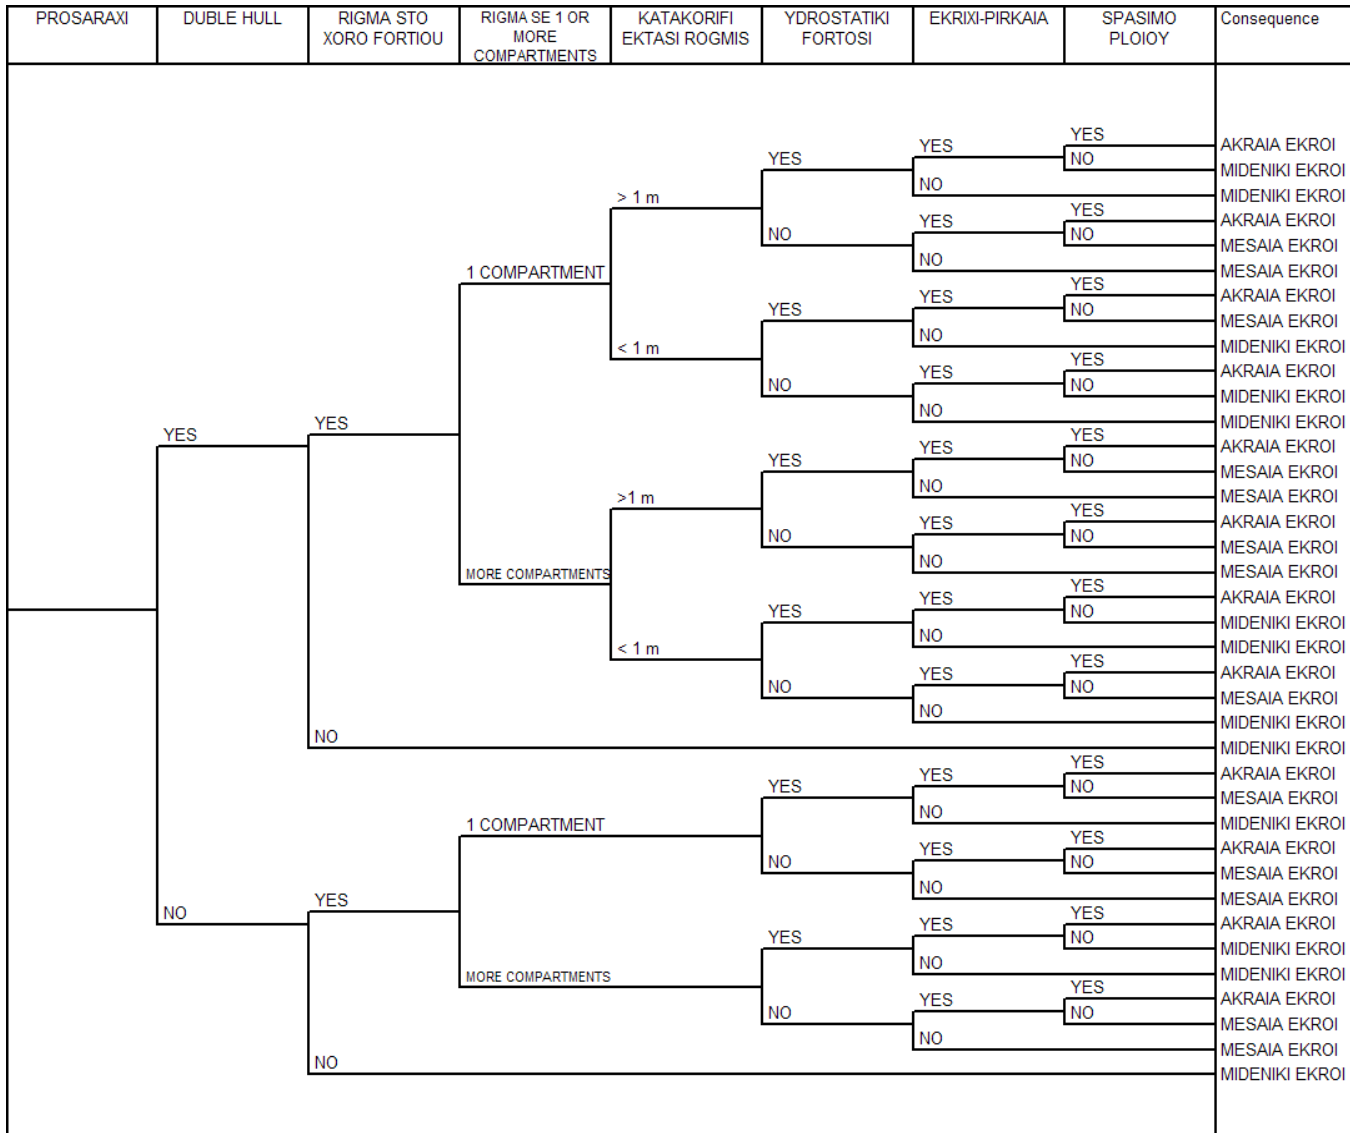 PROSARAXI
DUBLE HULL
RIGMA STO
XORO FORTIOU
RIGMA SE 1 OR
MORE
COMPARTMENTS
KATAKORIFI
EKTASI ROGMIS
YDROSTATIKI
FORTOSI
EKRIXI-PIRKAIA
SPASIMO
PLOIOY
Consequence
YES
YES
YES
YES
AKRAIA EKROI
NO
MIDENIKI EKROI
NO
MIDENIKI EKROI
> 1 m
YES
YES
AKRAIA EKROI
NO
NO
MESAIA EKROI
NO
MESAIA EKROI
1 COMPARTMENT
YES
YES
YES
AKRAIA EKROI
NO
MESAIA EKROI
NO
MIDENIKI EKROI
< 1 m
YES
YES
AKRAIA EKROI
NO
NO
MIDENIKI EKROI
NO
MIDENIKI EKROI
YES
YES
YES
YES
AKRAIA EKROI
NO
MESAIA EKROI
NO
MESAIA EKROI
>1 m
YES
YES
AKRAIA EKROI
NO
NO
MESAIA EKROI
NO
MESAIA EKROI
MORE COMPARTMENTS
YES
YES
YES
AKRAIA EKROI
NO
MIDENIKI EKROI
NO
MIDENIKI EKROI
< 1 m
YES
YES
AKRAIA EKROI
NO
NO
MESAIA EKROI
NO
MIDENIKI EKROI
NO
MIDENIKI EKROI
YES
YES
YES
AKRAIA EKROI
NO
MESAIA EKROI
NO
MIDENIKI EKROI
1 COMPARTMENT
YES
YES
AKRAIA EKROI
NO
NO
MESAIA EKROI
NO
MESAIA EKROI
YES
NO
YES
YES
YES
AKRAIA EKROI
NO
MIDENIKI EKROI
NO
MIDENIKI EKROI
MORE COMPARTMENTS
YES
YES
AKRAIA EKROI
NO
NO
MESAIA EKROI
NO
MESAIA EKROI
NO
MIDENIKI EKROI